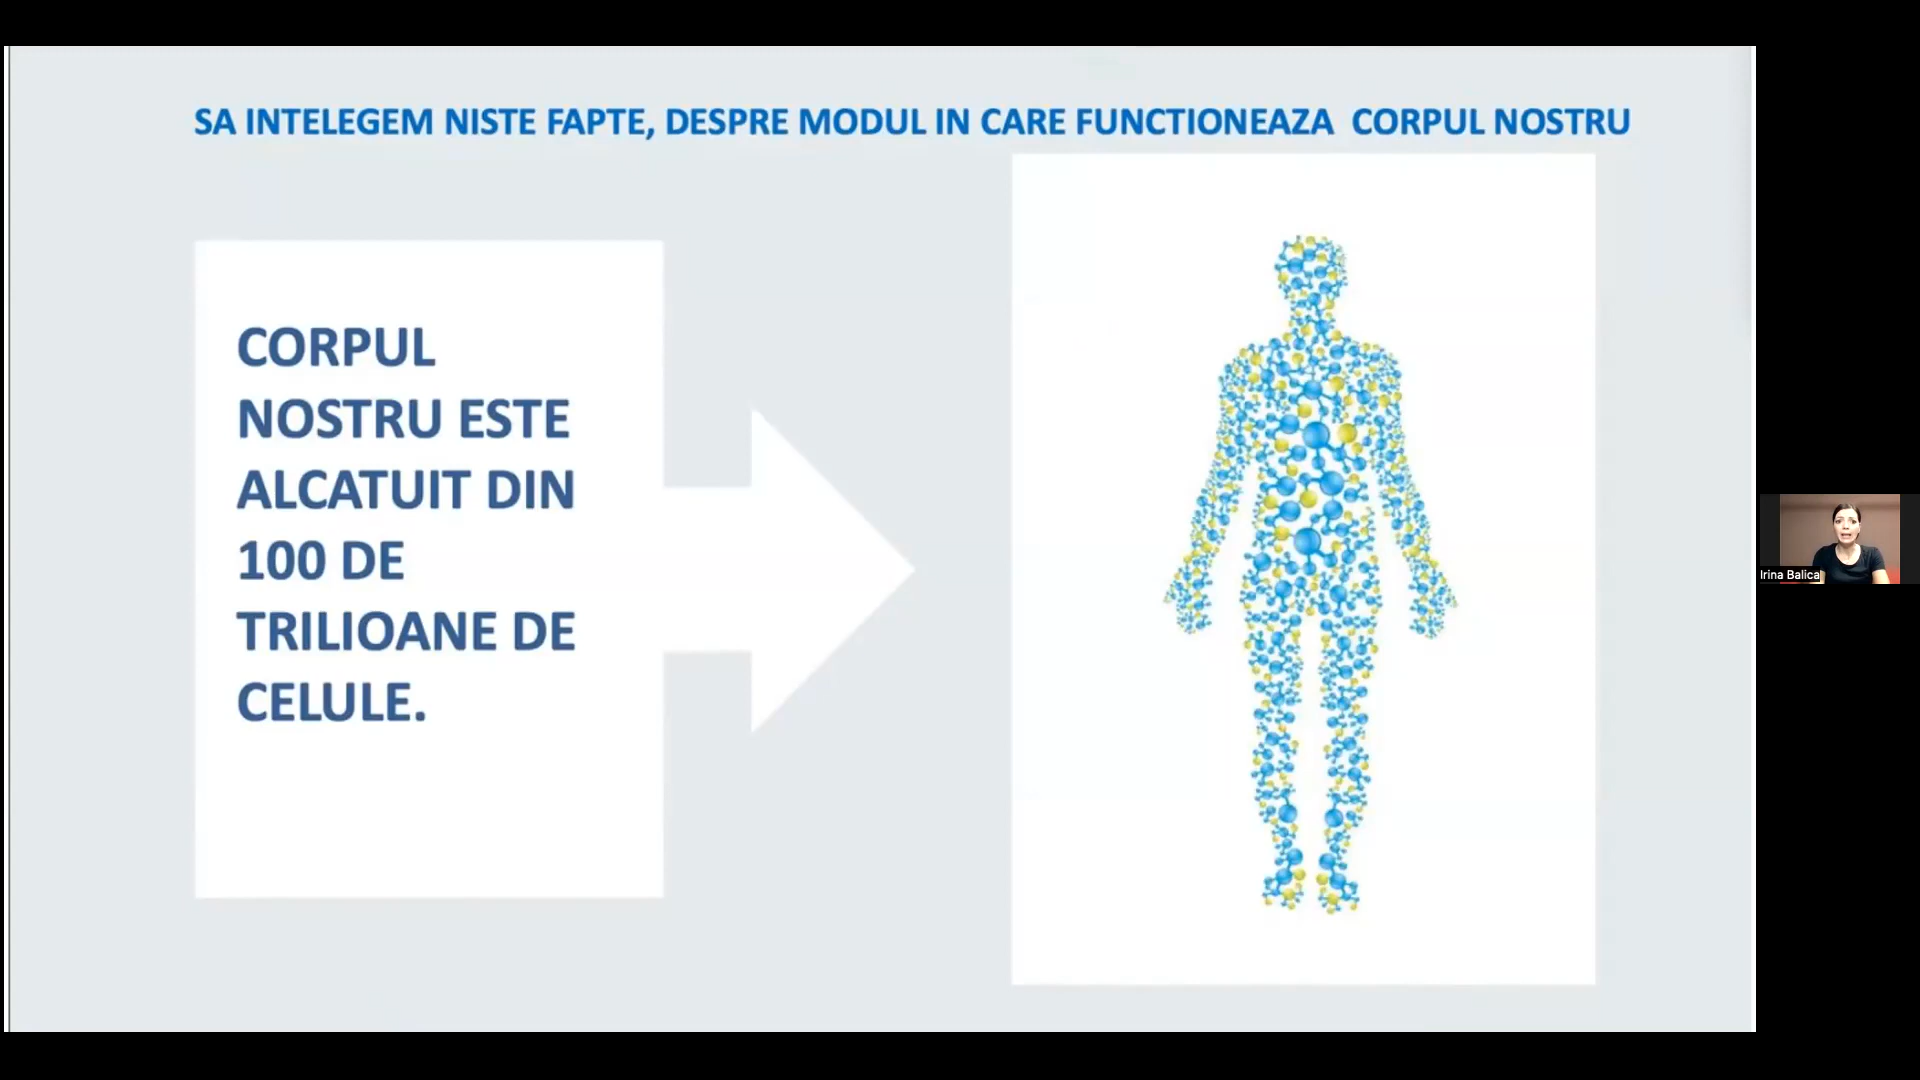 SA INTELEGEM NISTE FAPTE, DESPRE MODUL IN CARE FUNCTIONEAZA CORPUL NOSTRU
CORPUL
NOSTRU ESTE
ALCATUIT DIN
100 DE
TRILIOANE DE
CELULE.
Irina Balica